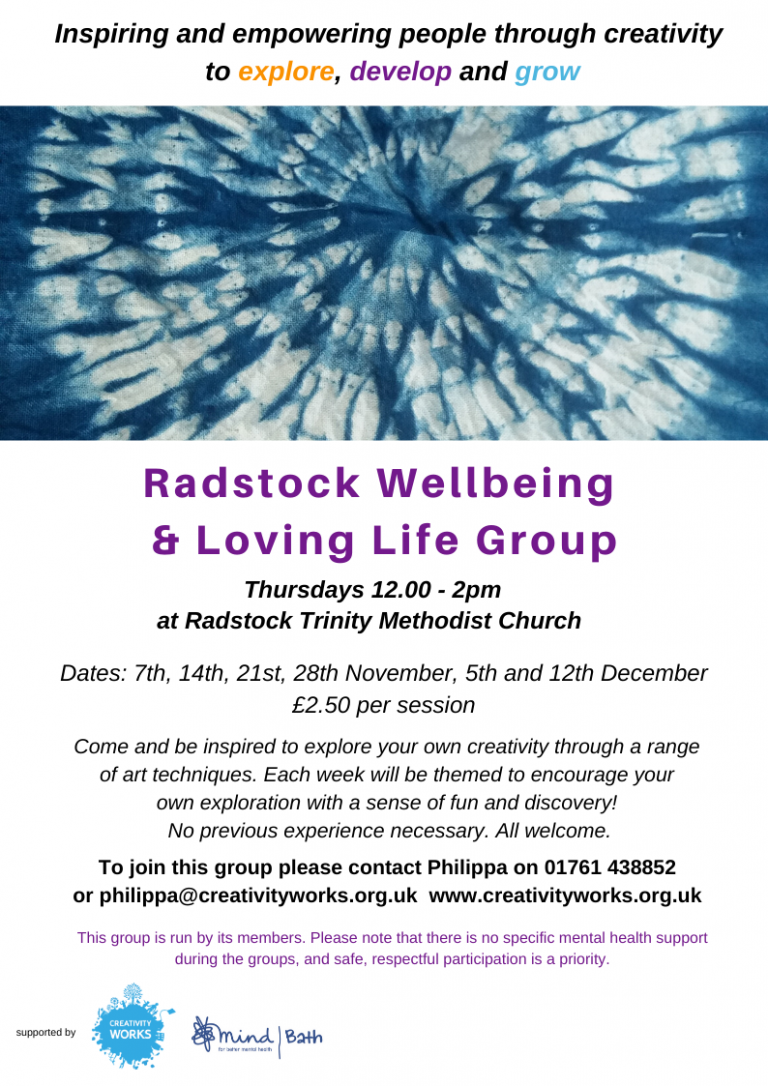 Inspiring and empowering people through creativity
to explore, develop and grow
Radstock Wellbeing
& Loving Life Group
Thursdays 12.00 - 2pm
at Radstock Trinity Methodist Church
Dates: 7th, 14th, 21st, 28th November, 5th and 12th December
£2.50 per session
Come and be inspired to explore your own creativity through a range
of art techniques. Each week will be themed to encourage your
own exploration with a sense of fun and discovery!
No previous experience necessary. All welcome.
To join this group please contact Philippa on 01761 438852
or philippa@creativityworks.org.uk www.creativityworks.org.uk
This group is run by its members. Please note that there is no specific mental health support
during the groups, and safe, respectful participation is a priority.
supported by
CREATIVITY
WORKS
mind | Bath
for better mental health